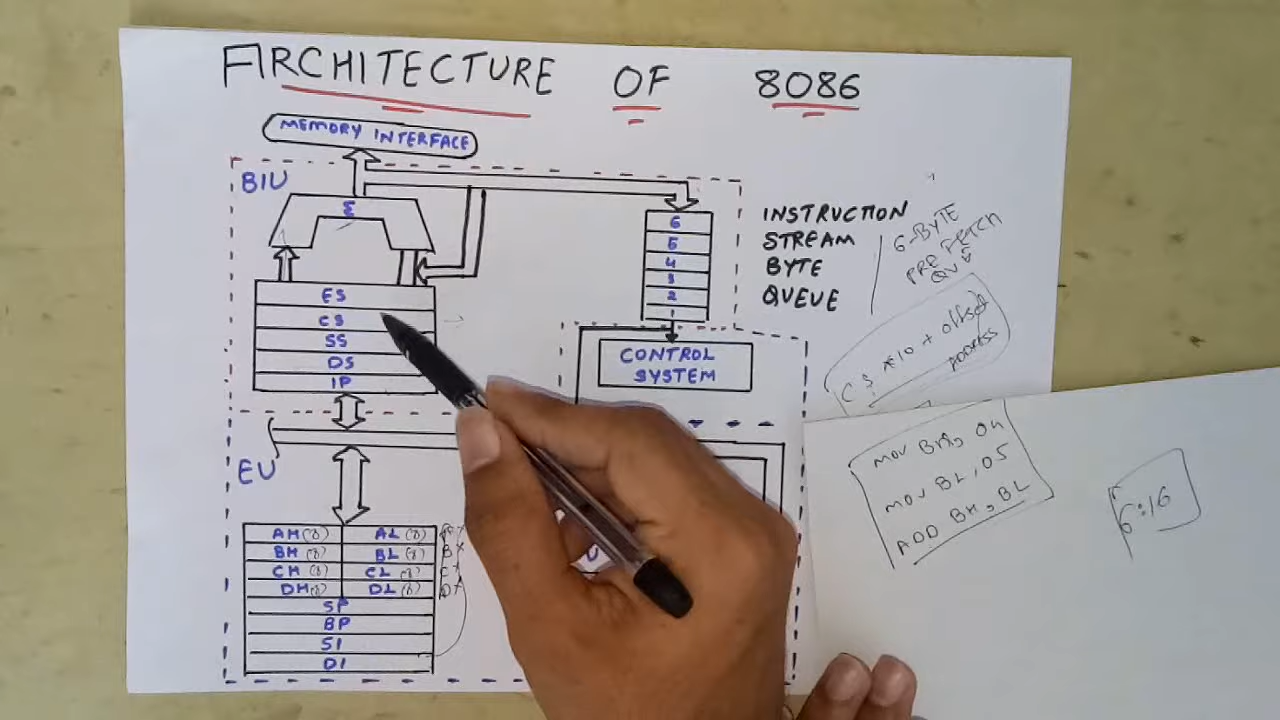 ARCHITECTURE OF 8086
MEMORY INTERFACE
BIU
Σ
ES
CS
SS
DS
IP
6
5
4
3
2
1
INSTRUCTION
STREAM
BYTE
QUEUE
6-BYTE
PRE FETCH
CONTROL
SYSTEM
CS *10 + offset
EU
AH(8) AL(8)
BH(8) BL(8)
CH(8) CL(8)
DH(8) DL(8)
SP
BP
SI
DI
U
MOV BH, 04
MOV BL, 05
ADD BH, BL
6:16